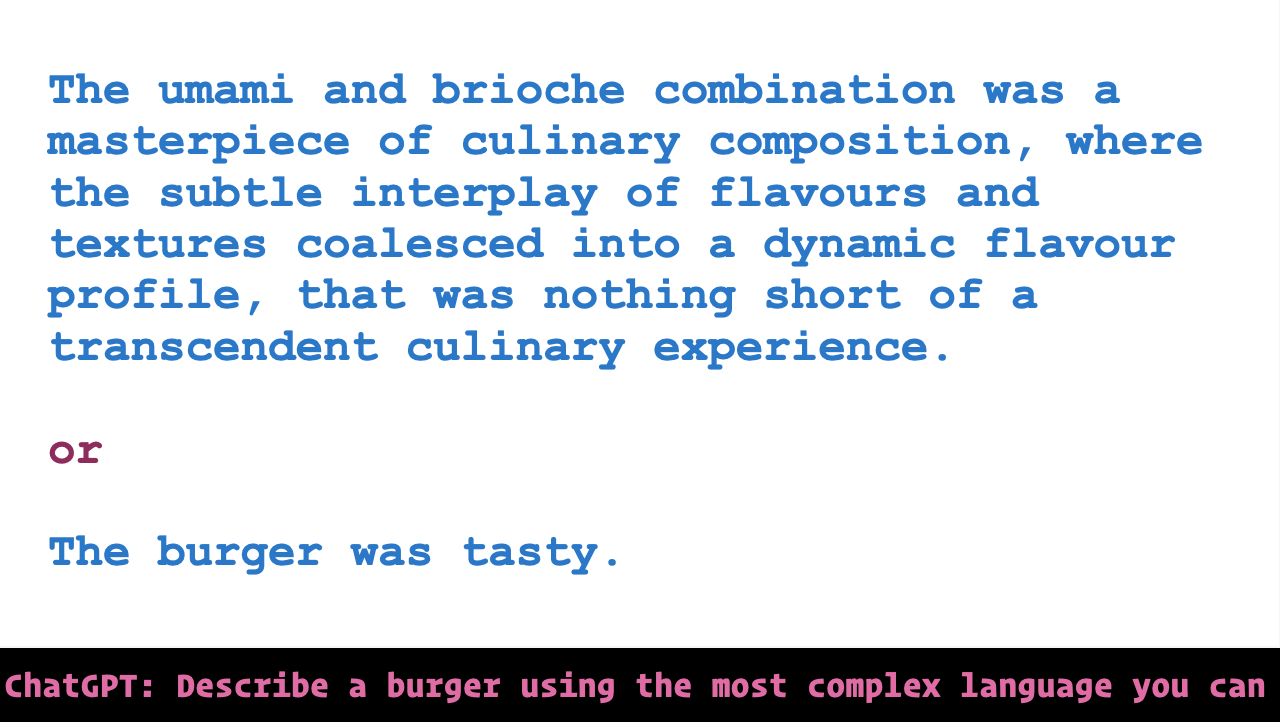 The umami and brioche combination was a
masterpiece of culinary composition, where
the subtle interplay of flavours and
textures coalesced into a dynamic flavour
profile, that was nothing short of a
transcendent culinary experience.
or
The burger was tasty.
ChatGPT: Describe a burger using the most complex language you can